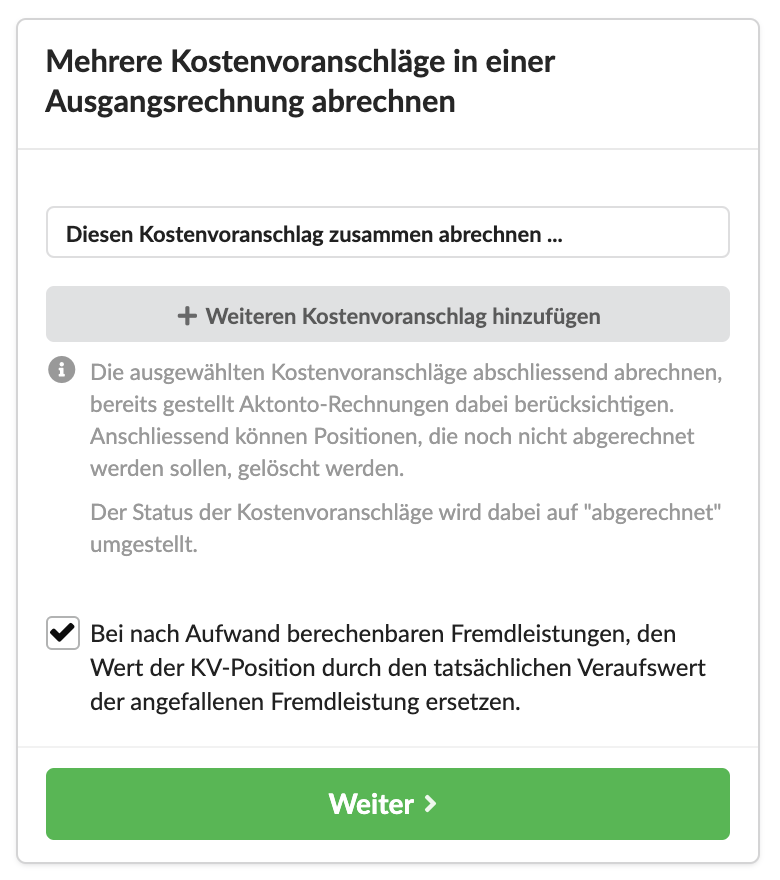 Mehrere Kostenvoranschläge in einer
Ausgangsrechnung abrechnen
Diesen Kostenvoranschlag zusammen abrechnen ...
+ Weiteren Kostenvoranschlag hinzufügen
Die ausgewählten Kostenvoranschläge abschliessend abrechnen,
bereits gestellt Aktonto-Rechnungen dabei berücksichtigen.
Anschliessend können Positionen, die noch nicht abgerechnet
werden sollen, gelöscht werden.
Der Status der Kostenvoranschläge wird dabei auf "abgerechnet"
umgestellt.
Bei nach Aufwand berechenbaren Fremdleistungen, den
Wert der KV-Position durch den tatsächlichen Veraufswert
der angefallenen Fremdleistung ersetzen.
Weiter